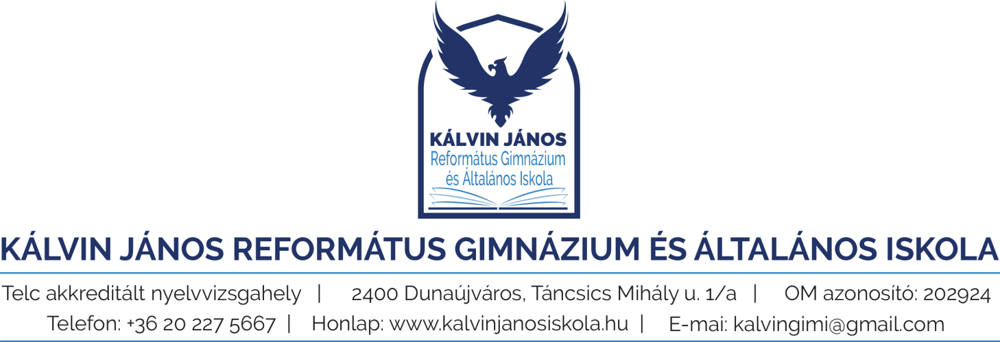 KÁLVIN JÁNOS
Református Gimnázium
és Általános Iskola
KÁLVIN JÁNOS REFORMÁTUS GIMNÁZIUM ÉS ÁLTALÁNOS ISKOLA
Telc akkreditált nyelvvizsgahely | 2400 Dunaújváros, Táncsics Mihály u. 1/a | OM azonosító: 202924
Telefon: +36 20 227 5667 | Honlap: www.kalvinjanosiskola.hu | E-mai: kalvingimi@gmail.com